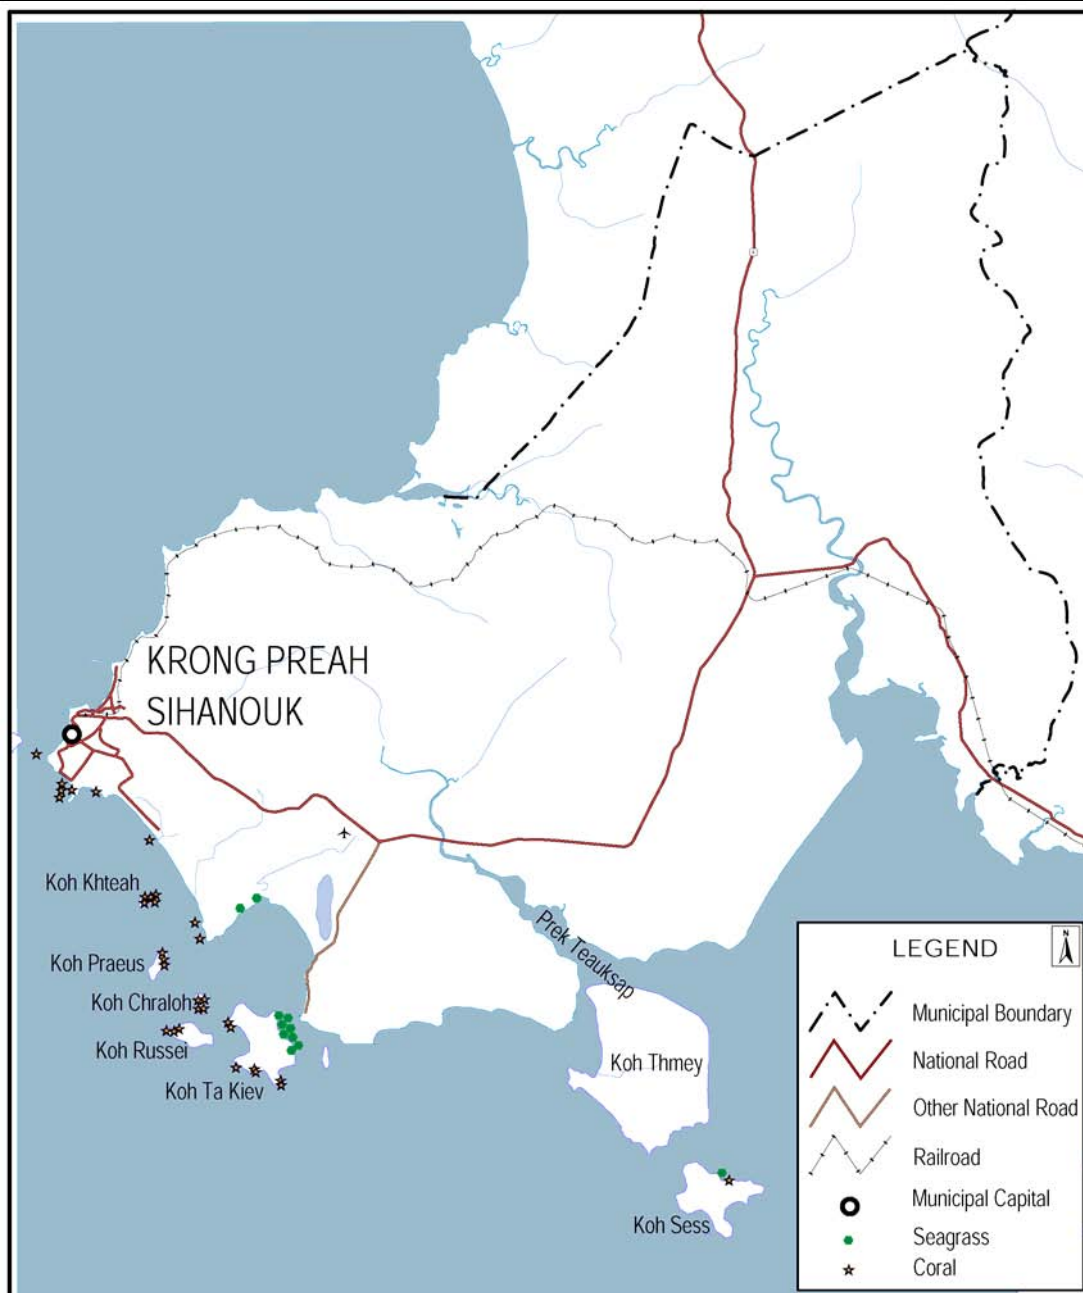 KRONG PREAH
SIHANOUK
Koh Khteah
Koh Praeus
Koh Chraloh
Koh Russei
Koh Ta Kiev
Prek Teauksap
Koh Thmey
Koh Sess
LEGEND
N
Municipal Boundary
National Road
Other National Road
Railroad
Municipal Capital
Seagrass
Coral